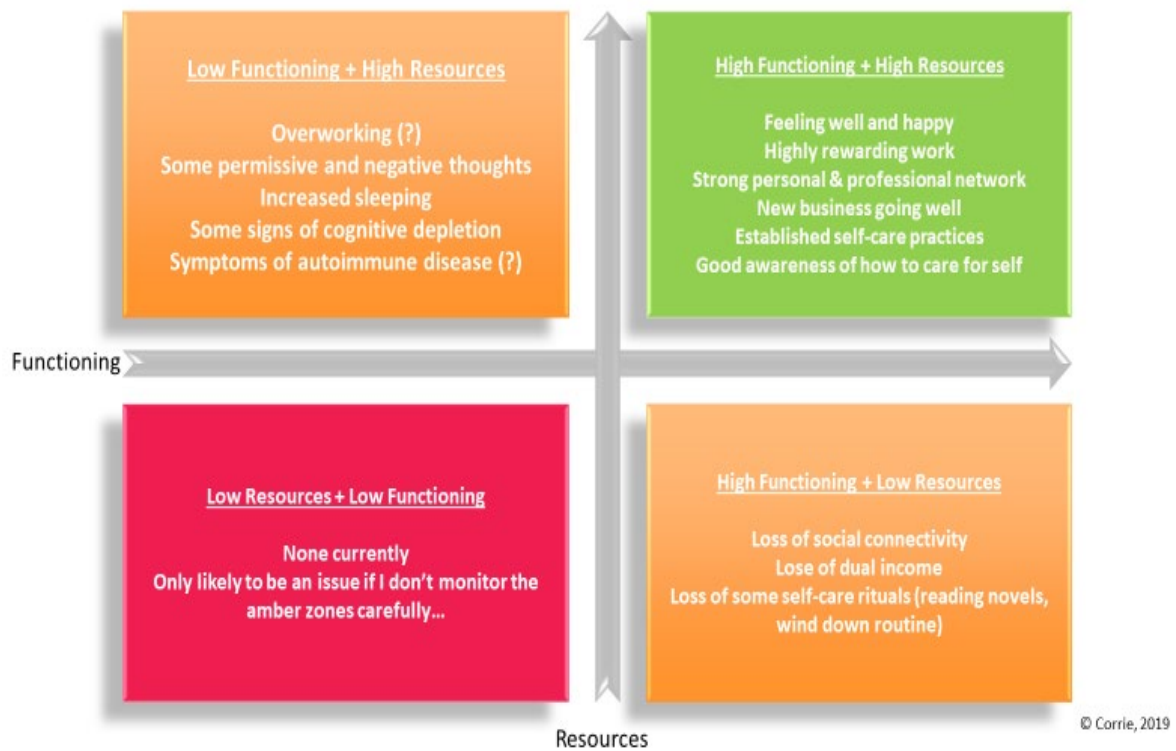 Low Functioning + High Resources
Overworking (?)
Some permissive and negative thoughts
Increased sleeping
Some signs of cognitive depletion
Symptoms of autoimmune disease (?)
High Functioning + High Resources
Feeling well and happy
Highly rewarding work
Strong personal & professional network
New business going well
Established self-care practices
Good awareness of how to care for self
Functioning
Low Resources + Low Functioning
None currently
Only likely to be an issue if I don't monitor the
amber zones carefully...
High Functioning + Low Resources
Loss of social connectivity
Lose of dual income
Loss of some self-care rituals (reading novels,
wind down routine)
© Corrie, 2019
Resources